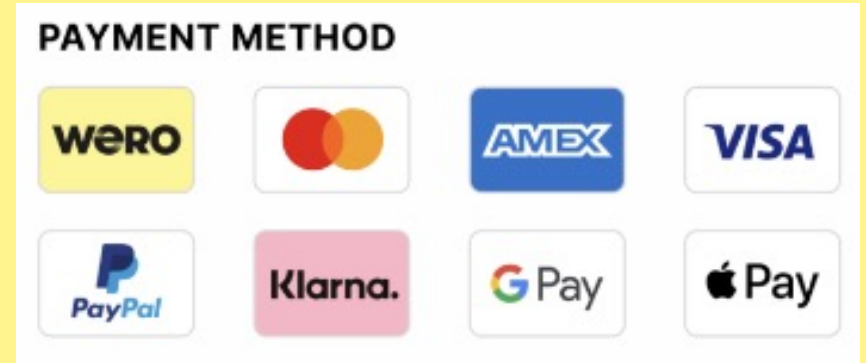 PAYMENT METHOD
wero AMEX VISA
PayPal Klarna. G Pay Pay